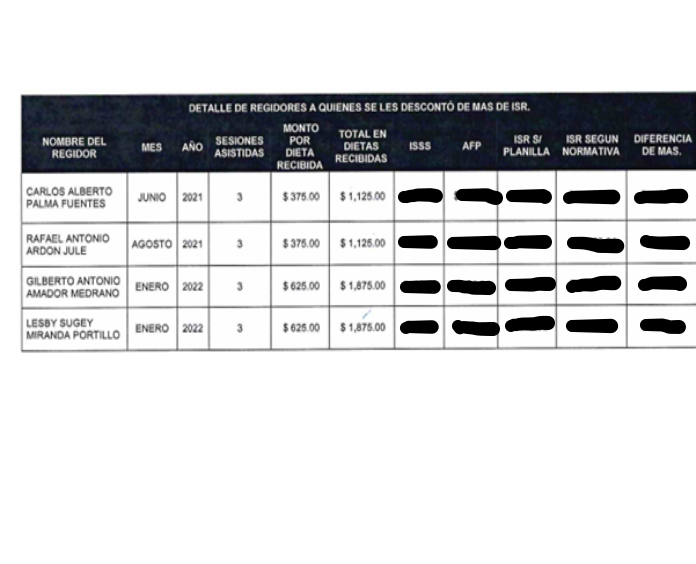 DETALLE DE REGIDORES A QUIENES SE LES DESCONTÓ DE MAS DE ISR.
NOMBRE DEL REGIDOR MES AÑO SESIONES ASISTIDAS MONTO POR DIETA RECIBIDA TOTAL EN DIETAS RECIBIDAS ISSS AFP ISR S/ PLANILLA ISR SEGUN NORMATIVA DIFERENCIA DE MAS.
CARLOS ALBERTO PALMA FUENTES JUNIO 2021 3 $ 375.00 $ 1,125.00
RAFAEL ANTONIO ARDON JULE AGOSTO 2021 3 $ 375.00 $ 1,125.00
GILBERTO ANTONIO AMADOR MEDRANO ENERO 2022 3 $ 625.00 $ 1,875.00
LESBY SUGEY MIRANDA PORTILLO ENERO 2022 3 $ 625.00 $ 1,875.00